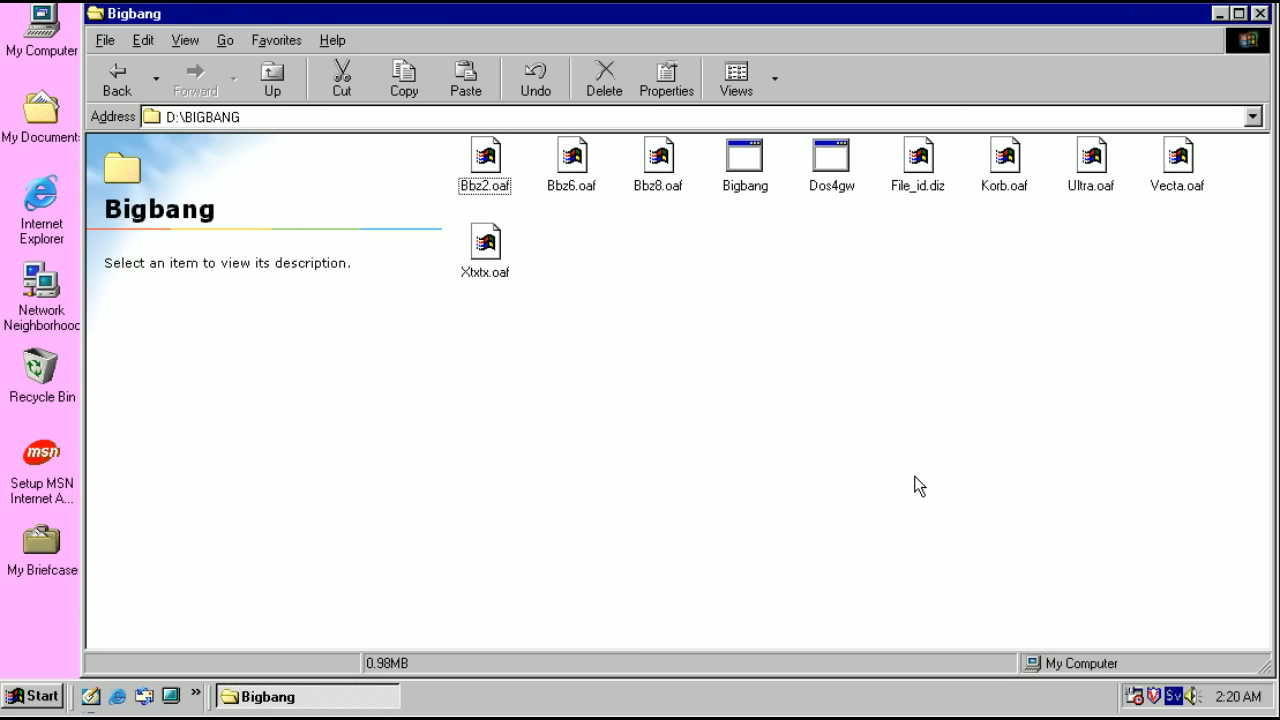 My Computer
My Document
Internet
Explorer
Network
Neighborhood
Recycle Bin
msn
Setup MSN
Internet A...
My Briefcase
Bigbang
File Edit View Go Favorites Help
Back Forward Up Cut Copy Paste Undo Delete Properties Views
Address D:\BIGBANG
Bigbang
Select an item to view its description.
Bbz2.oaf Bbz6.oaf Bbz8.oaf Bigbang Dos4gw File_id.diz Korb.oaf Ultra.oaf Vecta.oaf
Xtxtx.oaf
0.98MB My Computer
Start » Bigbang Sv 2:20 AM